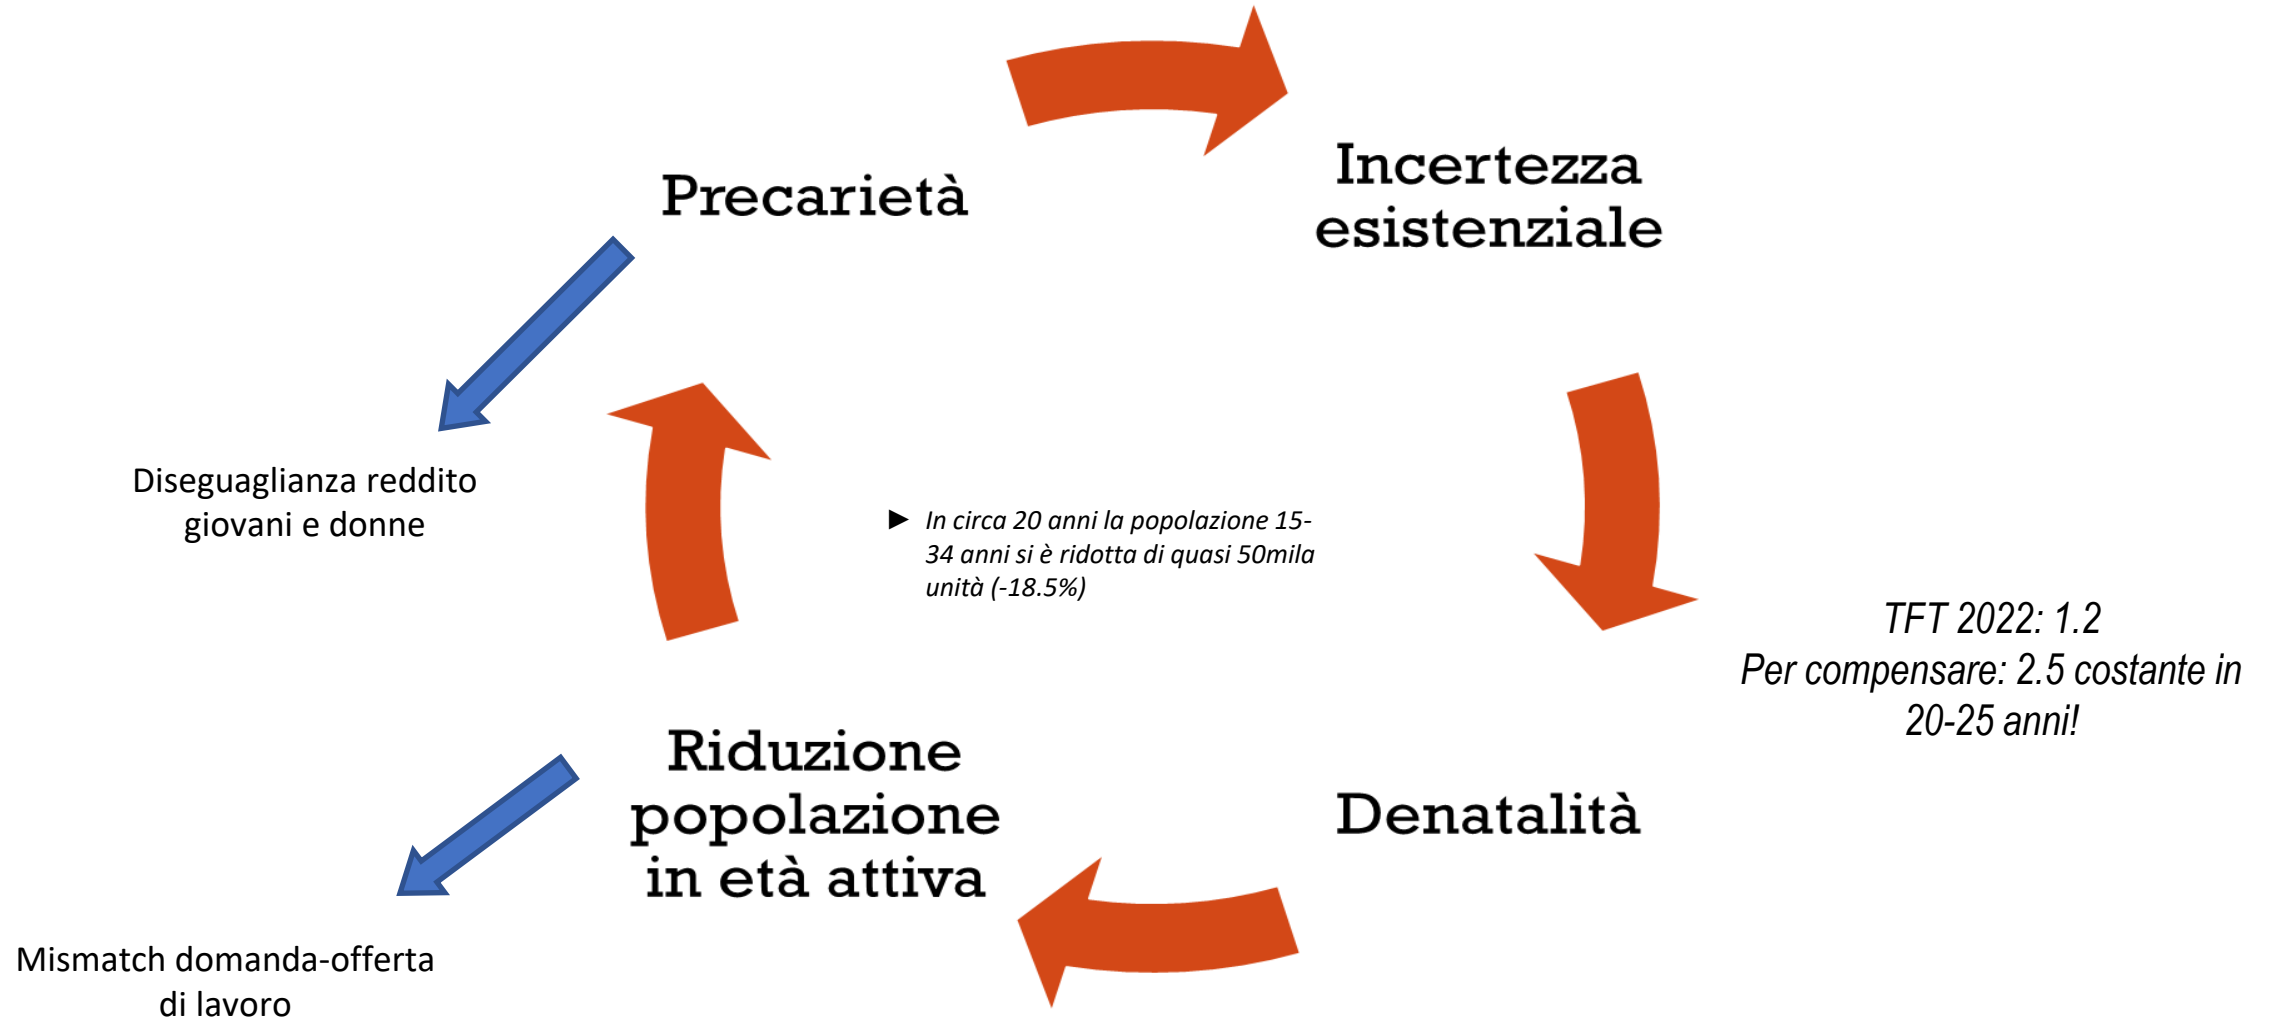 Precarietà
Incertezza
esistenziale
Diseguaglianza reddito
giovani e donne
► In circa 20 anni la popolazione 15-
34 anni si è ridotta di quasi 50mila
unità (-18.5%)
TFT 2022: 1.2
Per compensare: 2.5 costante in
20-25 anni!
Riduzione
popolazione
in età attiva
Denatalità
Mismatch domanda-offerta
di lavoro